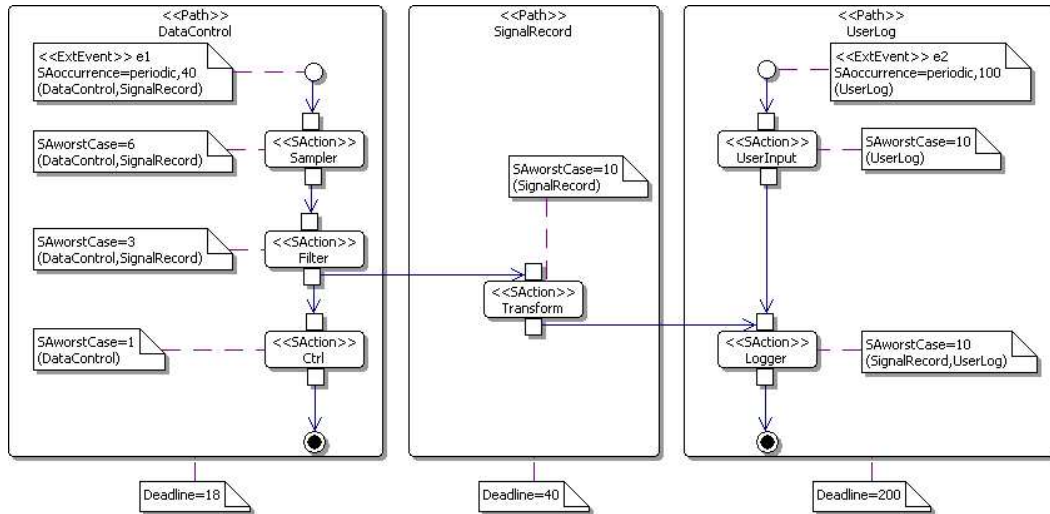 <<Path>>
DataControl
<<ExtEvent>> e1
SAoccurrence=periodic,40
(DataControl,SignalRecord)
SAworstCase=6
(DataControl,SignalRecord)
<<SAction>>
Sampler
SAworstCase=3
(DataControl,SignalRecord)
<<SAction>>
Filter
SAworstCase=1
(DataControl)
<<SAction>>
Ctrl
Deadline=18
<<Path>>
SignalRecord
SAworstCase=10
(SignalRecord)
<<SAction>>
Transform
Deadline=40
<<Path>>
UserLog
<<ExtEvent>> e2
SAoccurrence=periodic,100
(UserLog)
<<SAction>>
UserInput
SAworstCase=10
(UserLog)
<<SAction>>
Logger
SAworstCase=10
(SignalRecord,UserLog)
Deadline=200